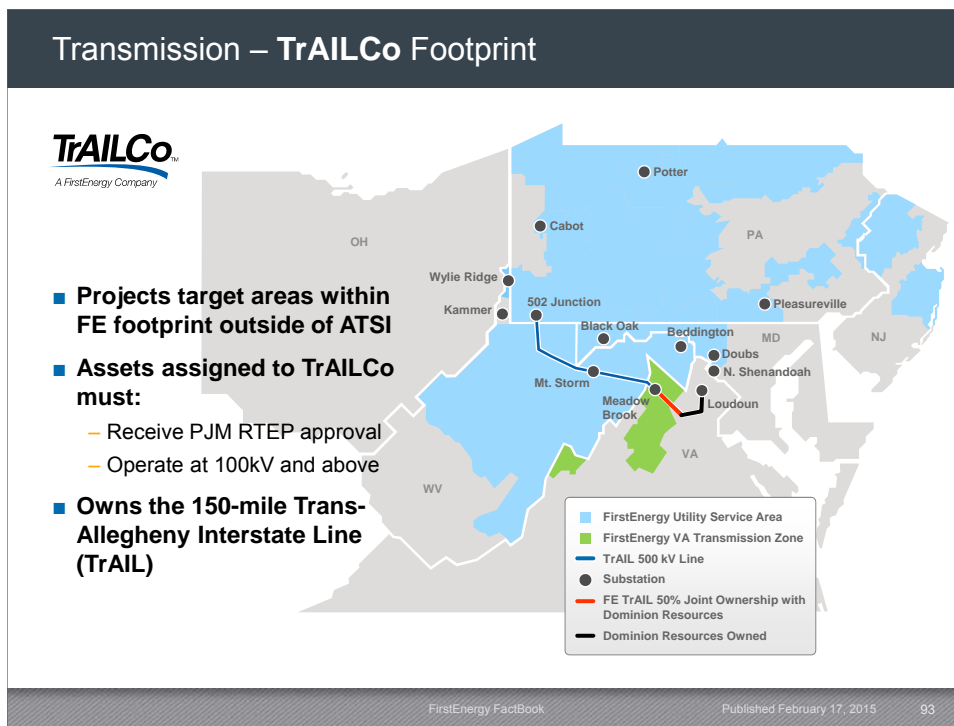 Transmission – TrAILCo Footprint
TrAILCo™
A FirstEnergy Company
■ Projects target areas within
FE footprint outside of ATSI
■ Assets assigned to TrAILCo
must:
– Receive PJM RTEP approval
– Operate at 100kV and above
■ Owns the 150-mile Trans-
Allegheny Interstate Line
(TrAIL)
Potter
Cabot
OH
PA
Wylie Ridge
502 Junction
Kammer
Pleasureville
Black Oak
Beddington
MD
NJ
Doubs
N. Shenandoah
Mt. Storm
Meadow
Brook
Loudoun
VA
WV
FirstEnergy Utility Service Area
FirstEnergy VA Transmission Zone
TrAIL 500 kV Line
Substation
FE TrAIL 50% Joint Ownership with
Dominion Resources
Dominion Resources Owned
FirstEnergy FactBook
Published February 17, 2015
93